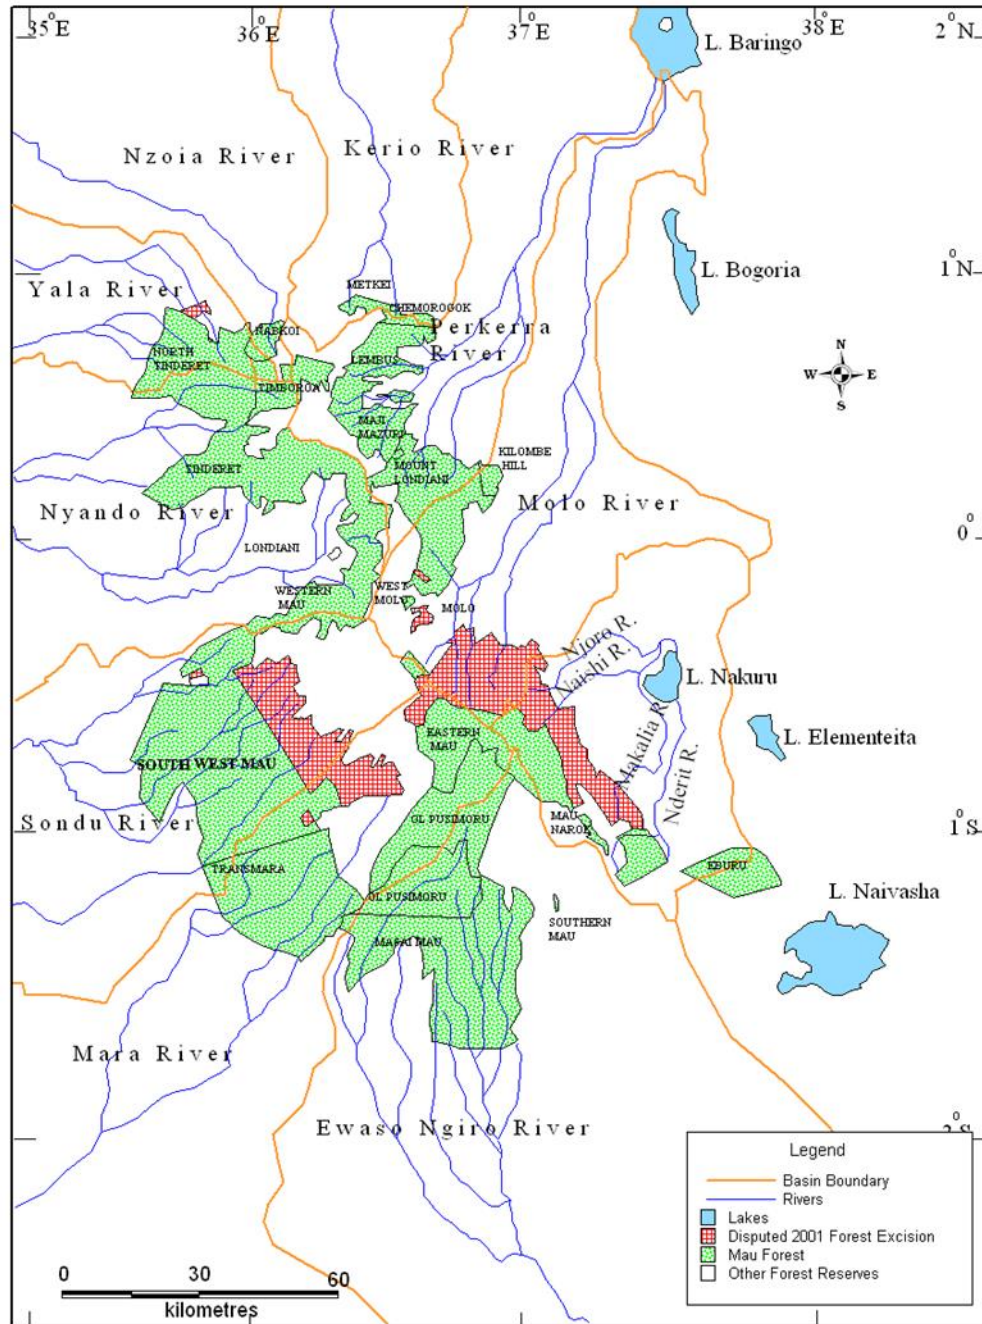 35°E
36°E
37 E
38°E
2°N
L. Baringo
Nzoia River
Kerio River
L. Bogoria
1°N
Yala River
METKEI
CHEMOROGOK
Perkerra
River
NABKOI
NORTH
TINDERET
LEMBUS
TIMBOROA
N
W
E
S
MAJI
MAZURI
TINDERET
MOUNT
LONDIANI
KILOMBE
HILL
Nyando River
Molo River
0°
LONDIANI
WESTERN
MAU
WEST
MOLO
MOLO
Njoro R.
Naishi R.
L. Nakuru
Makalia R.
Nderit R.
L. Elementeita
EASTERN
MAU
SOUTH WEST MAU
Sondu River
OL PUSIMORU
MAU
NAROK
1°S
TRANSMARA
EBURU
OL PUSIMORU
L. Naivasha
SOUTHERN
MAU
MASAI MAU
Mara River
Ewaso Ngiro River
2°S
Legend
Basin Boundary
Rivers
Lakes
Disputed 2001 Forest Excision
Mau Forest
Other Forest Reserves
0 30 60
kilometres